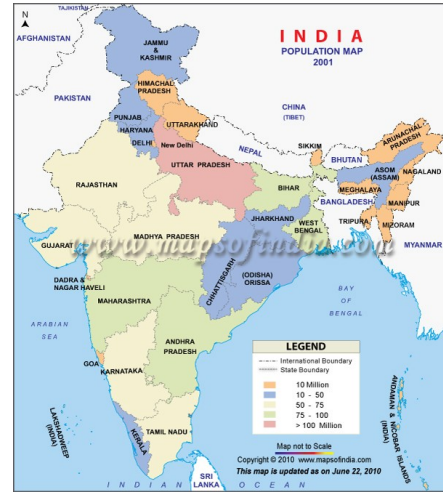 TAJIKISTAN
N
AFGHANISTAN
INDIA
POPULATION MAP
2001
JAMMU
& KASHMIR
HIMACHAL
PRADESH
PAKISTAN
PUNJAB
UTTARAKHAND
CHINA
(TIBET)
HARYANA
DELHI
New Delhi
ARUNACHAL
PRADESH
NEPAL
SIKKIM
BHUTAN
UTTAR PRADESH
ASOM
(ASSAM)
NAGALAND
RAJASTHAN
BIHAR
MEGHALAYA
BANGLADESH
MANIPUR
JHARKHAND
WEST
BENGAL
TRIPURA
MIZORAM
GUJARAT
MADHYA PRADESH
MYANMAR
www.mapsofindia.com
CHHATTISGARH
(ODISHA)
ORISSA
DADRA &
NAGAR HAVELI
MAHARASHTRA
BAY
OF
BENGAL
ARABIAN
SEA
ANDHRA
PRADESH
GOA
KARNATAKA
LEGEND
International Boundary
State Boundary
10 Million
10 - 50
50 - 75
75 - 100
> 100 Million
ANDAMAN & NICOBAR ISLANDS
(INDIA)
LAKSHADWEEP
(INDIA)
KERALA
TAMIL NADU
Map not to Scale
Copyright © 2010 www.mapsofindia.com
This map is updated as on June 22, 2010
SRI
LANKA
INDIAN OCEAN